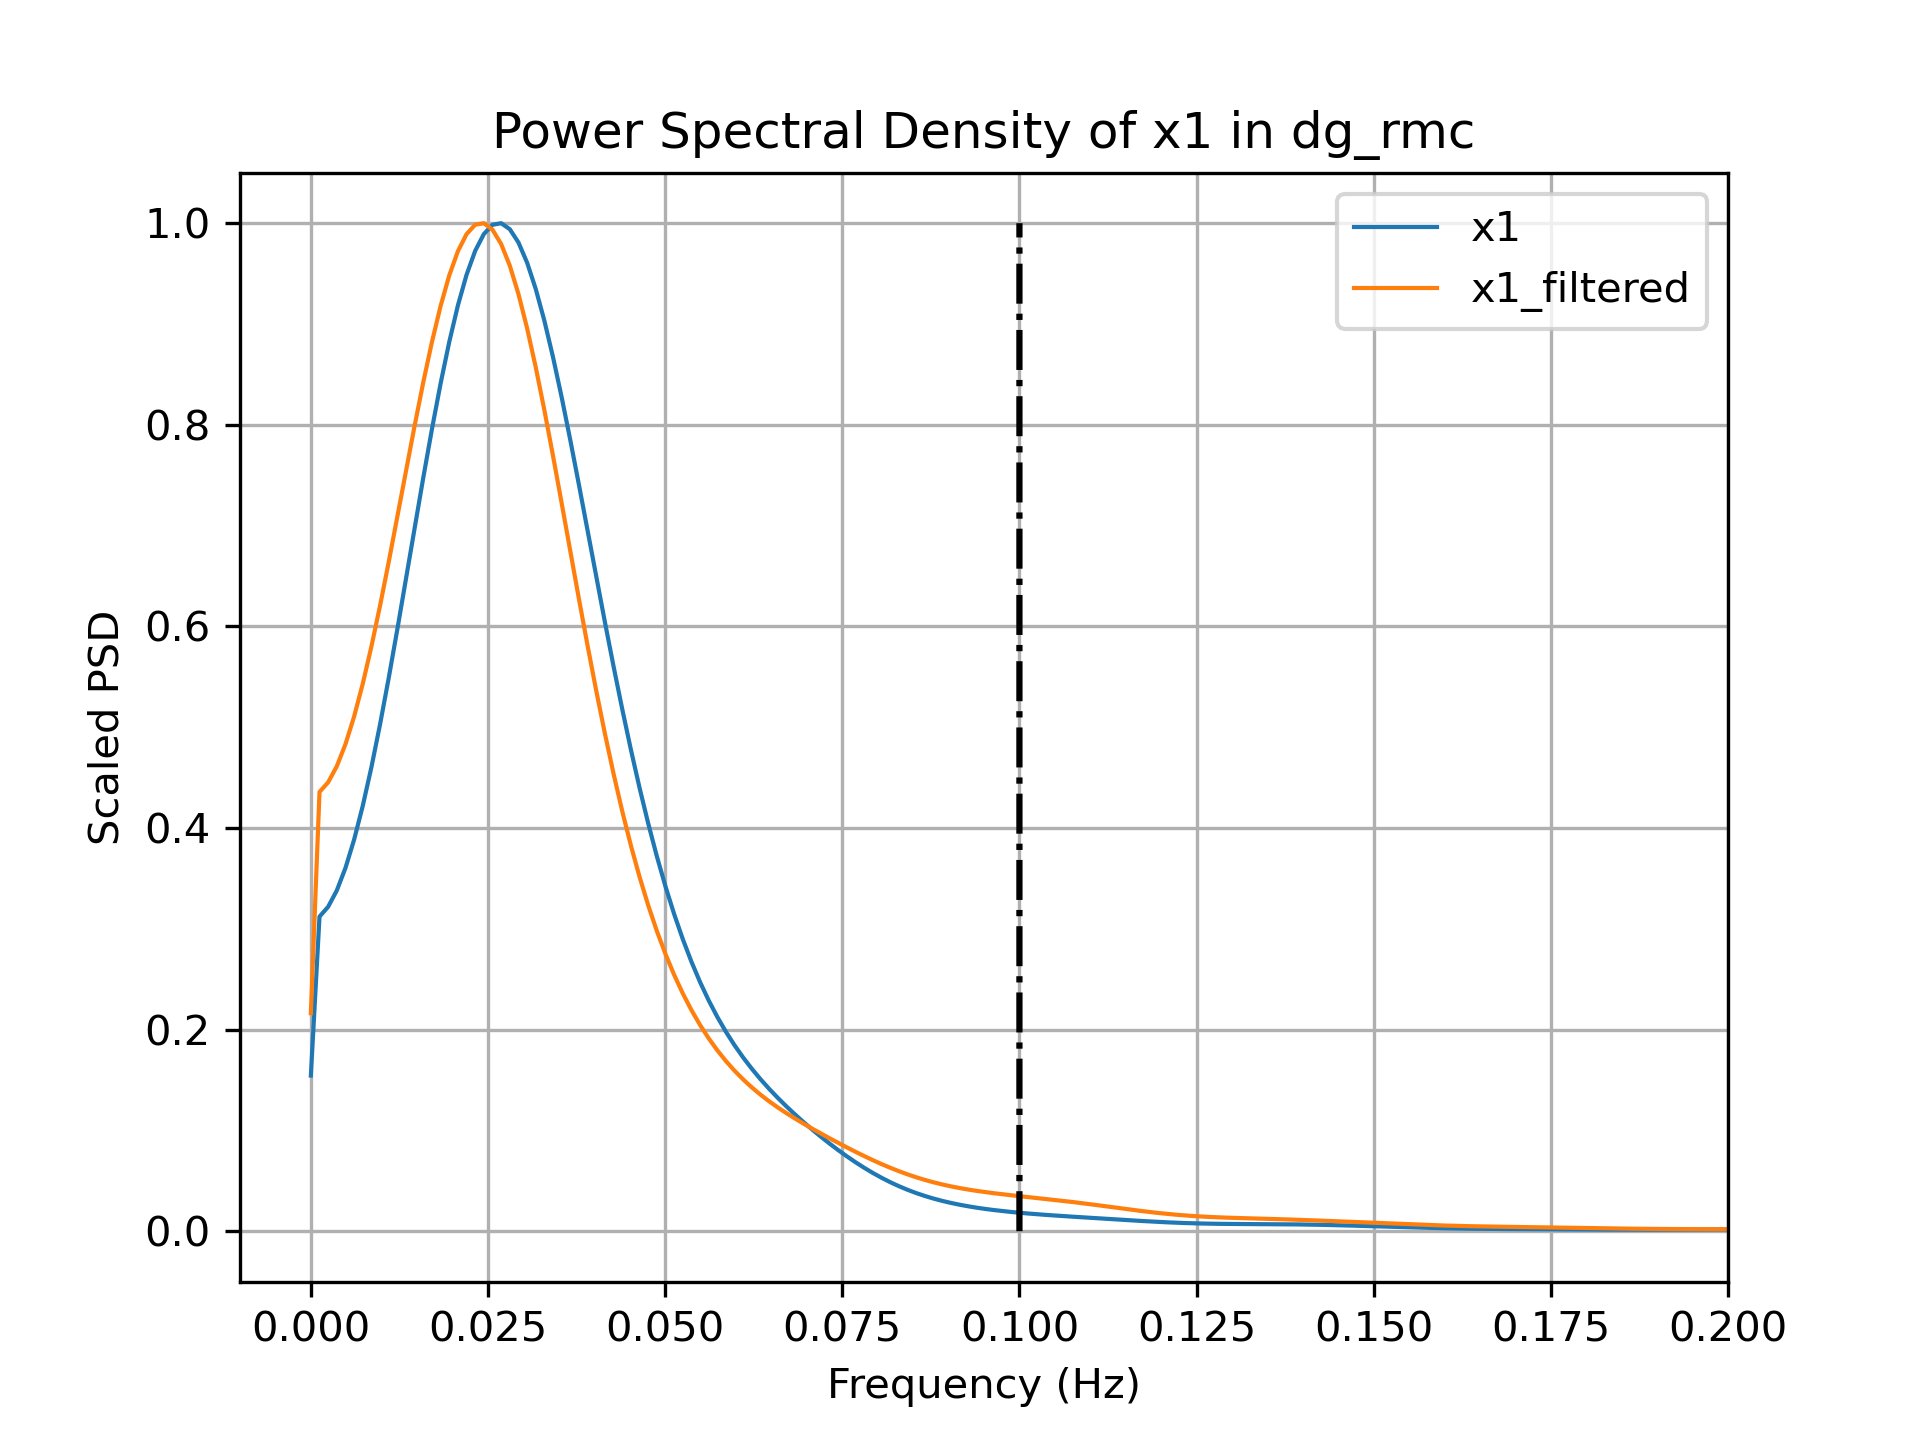 Power Spectral Density of x1 in dg_rmc
x1
x1_filtered
1.0
0.8
0.6
0.4
0.2
0.0
Scaled PSD
0.000 0.025 0.050 0.075 0.100 0.125 0.150 0.175 0.200
Frequency (Hz)